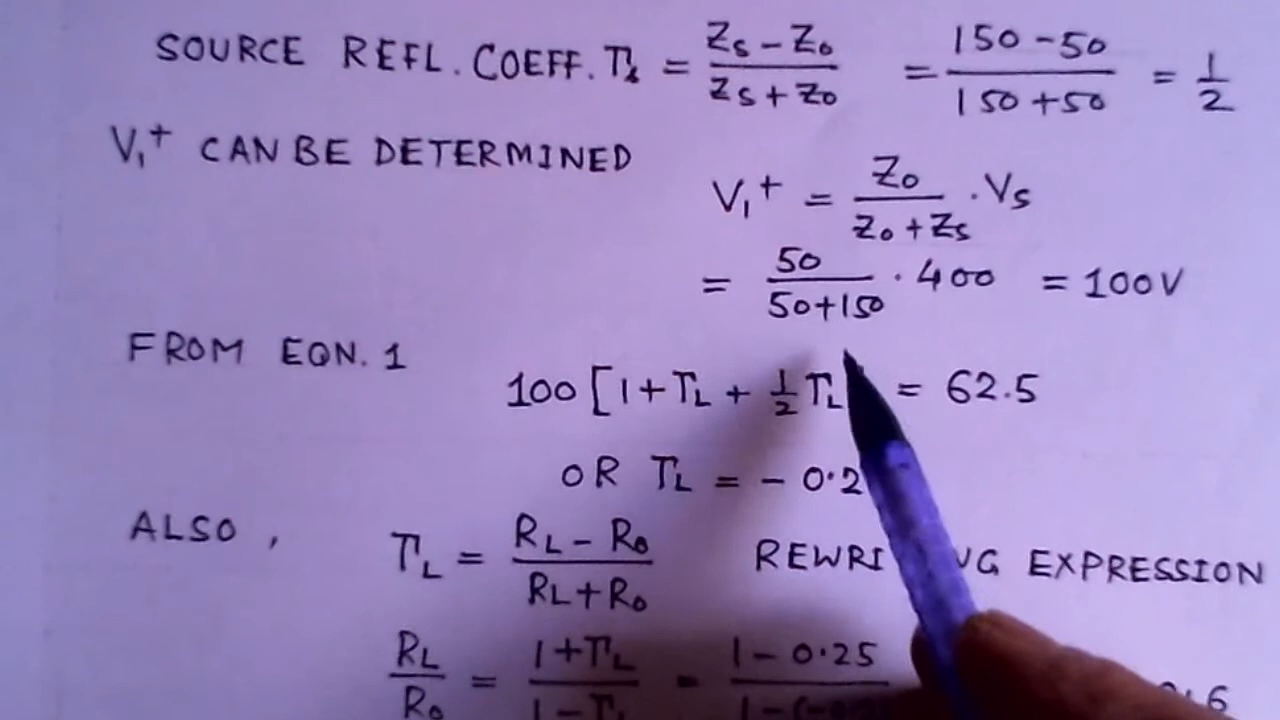 SOURCE REFL. COEFF. Γs = (Zs − Z0)/(Zs + Z0) = (150 − 50)/(150 + 50) = 1/2
V1+ CAN BE DETERMINED
V1+ = Z0/(Z0 + Zs) · Vs
= 50/(50+150) · 400 = 100V
FROM EQN. 1
100 [1 + ΓL + 1/2 ΓL = 62.5
OR ΓL = − 0.2
ALSO ,
ΓL = (RL − R0)/(RL + R0) EXPRESSION
RL/R0 = (1 + ΓL)/(1 − ΓL) = (1 − 0.25)/